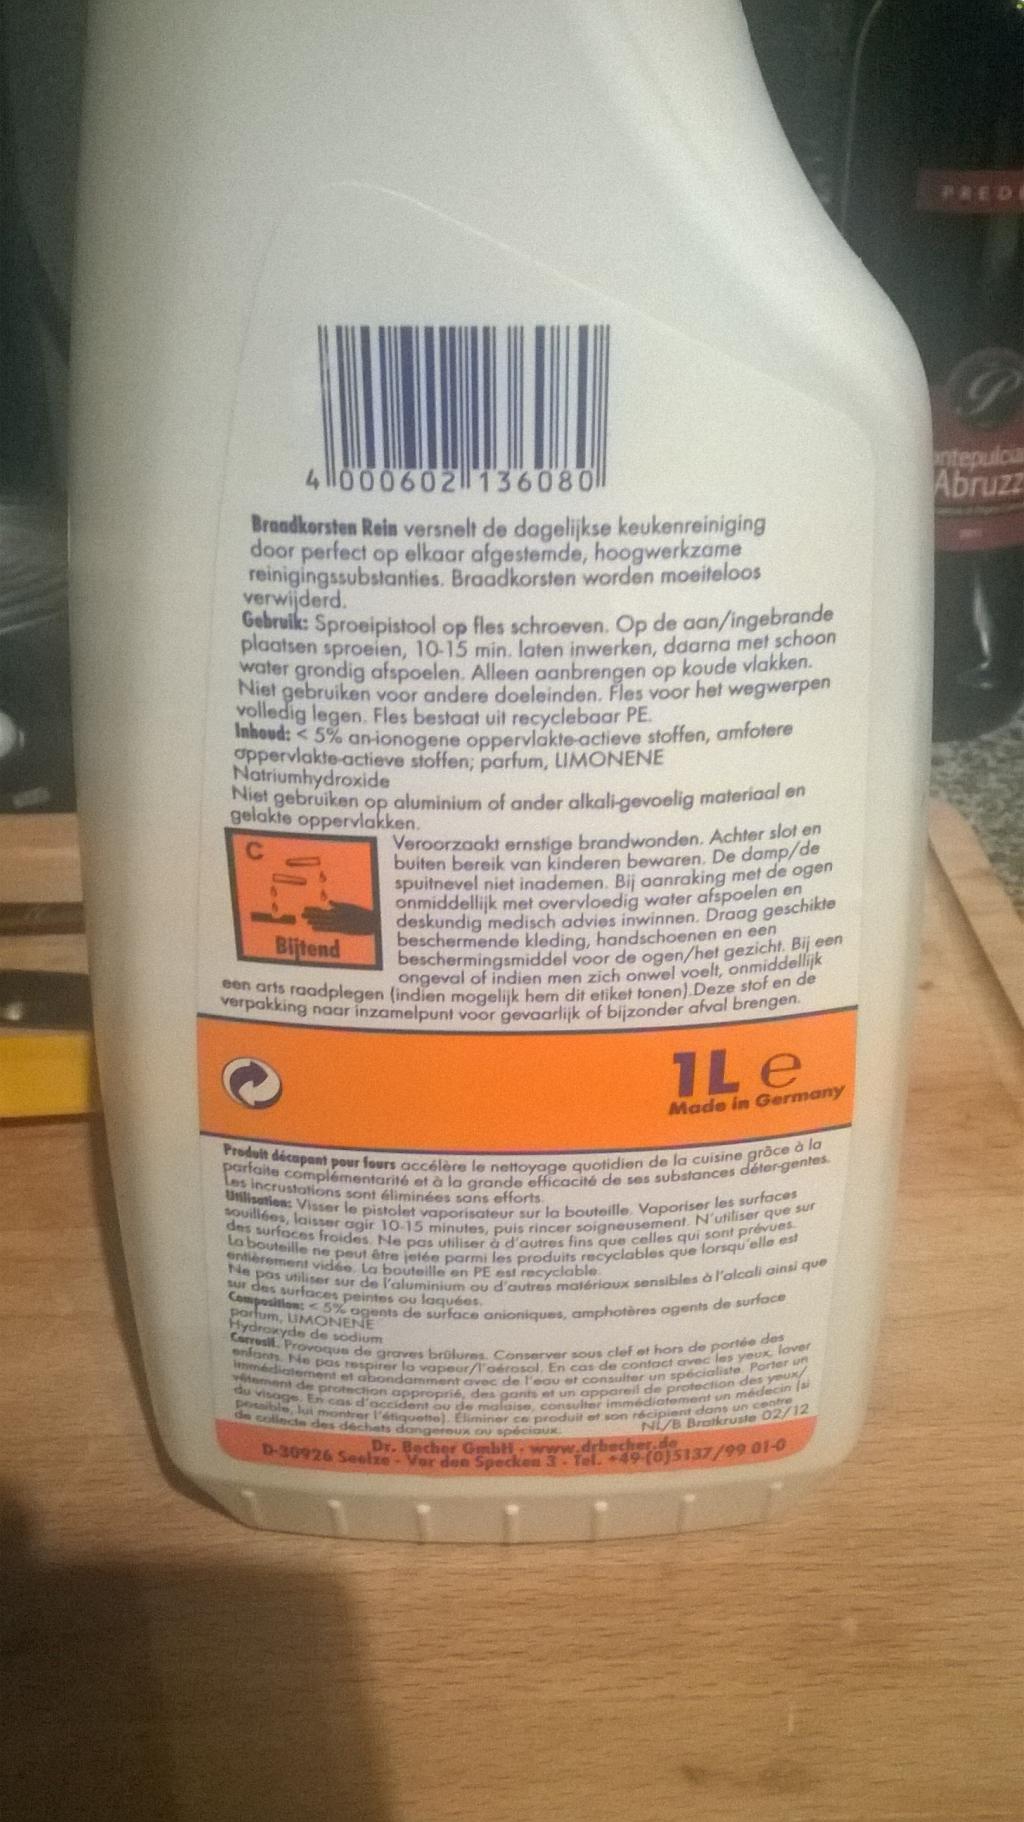 PRED
ntepulcia
Abruzz
4 000602 136080
Braadkorsten Rein versnelt de dagelijkse keukenreiniging
door perfect op elkaar afgestemde, hoogwerkzame
reinigingssubstanties. Braadkorsten worden moeiteloos
verwijderd.
Gebruik: Sproeipistool op fles schroeven. Op de aan/ingebrande
plaatsen sproeien, 10-15 min. laten inwerken, daarna met schoon
water grondig afspoelen. Alleen aanbrengen op koude vlakken.
Niet gebruiken voor andere doeleinden. Fles voor het wegwerpen
volledig legen. Fles bestaat uit recyclebaar PE.
Inhoud: < 5% an-ionogene oppervlakte-actieve stoffen, amfotere
oppervlakte-actieve stoffen; parfum, LIMONENE
Natriumhydroxide
Niet gebruiken op aluminium of ander alkali-gevoelig materiaal en
gelakte oppervlakken.
C
Bijtend
Veroorzaakt ernstige brandwonden. Achter slot en
buiten bereik van kinderen bewaren. De damp/de
spuitnevel niet inademen. Bij aanraking met de ogen
onmiddellijk met overvloedig water afspoelen en
deskundig medisch advies inwinnen. Draag geschikte
beschermende kleding, handschoenen en een
beschermingsmiddel voor de ogen/het gezicht. Bij een
ongeval of indien men zich onwel voelt, onmiddellijk
een arts raadplegen (indien mogelijk hem dit etiket tonen).Deze stof en de
verpakking naar inzamelpunt voor gevaarlijk of bijzonder afval brengen.
1L e
Made in Germany
Produit décapant pour fours accélère le nettoyage quotidien de la cuisine grâce à la
parfaite complémentarité et à la grande efficacité de ses substances déter-gentes.
Les incrustations sont éliminées sans efforts.
Utilisation: Visser le pistolet vaporisateur sur la bouteille. Vaporiser les surfaces
souillées, laisser agir 10-15 minutes, puis rincer soigneusement. N'utiliser que sur
des surfaces froides. Ne pas utiliser à d'autres fins que celles qui sont prévues.
La bouteille ne peut être jetée parmi les produits recyclables que lorsqu'elle est
entièrement vidée. La bouteille en PE est recyclable.
Ne pas utiliser sur de l'aluminium ou d'autres matériaux sensibles à l'alcali ainsi que
sur des surfaces peintes ou laquées.
Composition: < 5% agents de surface anioniques, amphotères agents de surface
parfum, LIMONENE
Hydroxyde de sodium
Corrosif. Provoque de graves brûlures. Conserver sous clef et hors de portée des
enfants. Ne pas respirer la vapeur/l'aérosol. En cas de contact avec les yeux, laver
immédiatement et abondamment avec de l'eau et consulter un spécialiste. Porter un
vêtement de protection approprié, des gants et un appareil de protection des yeux/
du visage. En cas d'accident ou de malaise, consulter immédiatement un médecin (si
possible, lui montrer l'étiquette). Éliminer ce produit et son récipient dans un centre
de collecte des déchets dangereux ou spéciaux.
NL/B Bratkruste 02/12
Dr. Becher GmbH - www.drbecher.de
D-30926 Seelze - Vor den Specken 3 - Tel. +49-(0)5137/99 01-0